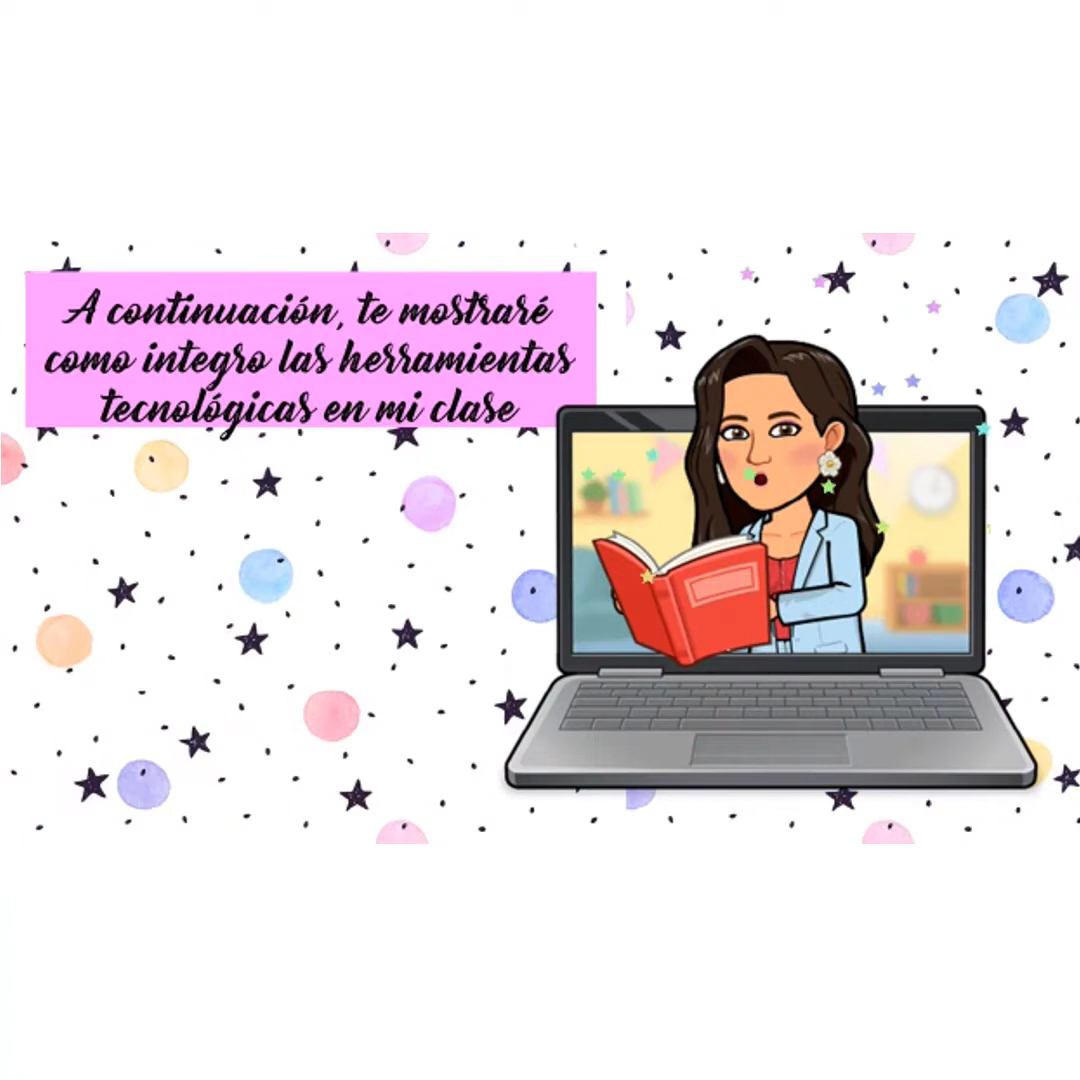 A continuación, te mostraré
como integro las herramientas
tecnológicas en mi clase